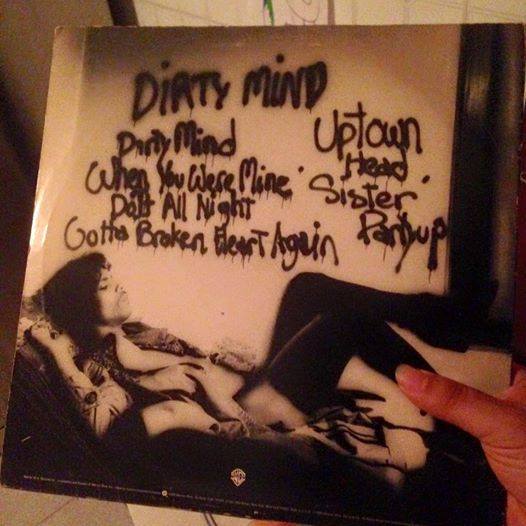 DIRTY MIND
Dirty Mind
When You Were Mine
Do It All Night
Gotta Broken Heart Again
Uptown
Head
Sister
Partyup